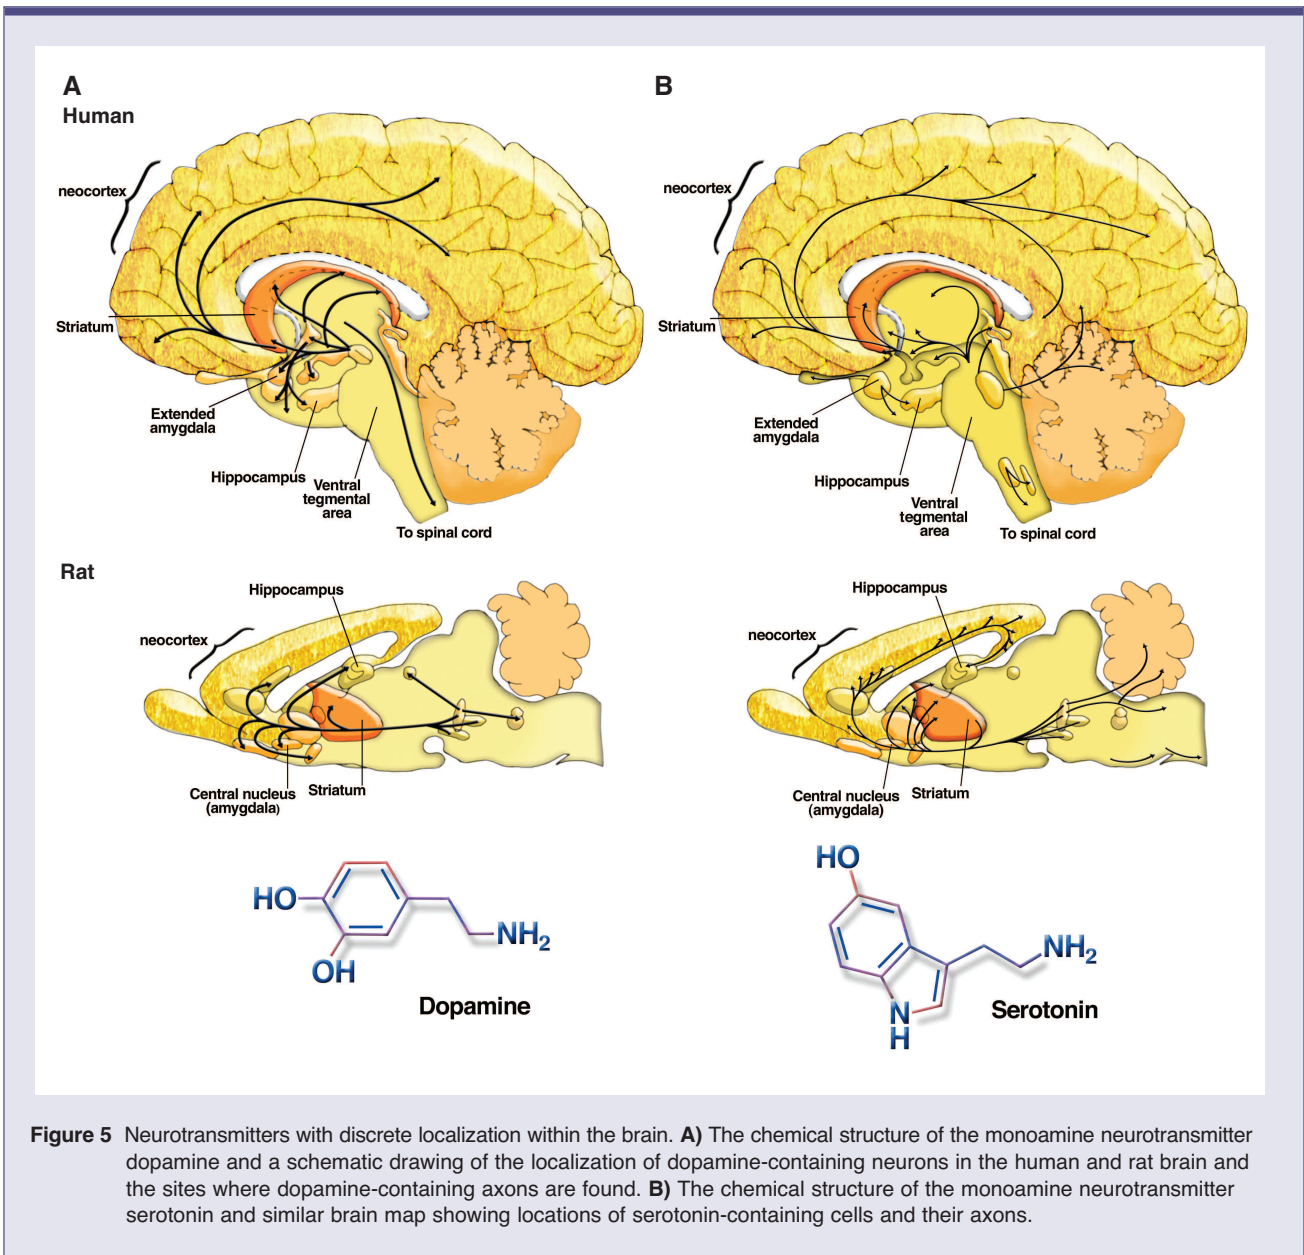 A
Human
neocortex
Striatum
Extended
amygdala
Hippocampus
Ventral
tegmental
area
To spinal cord
B
neocortex
Striatum
Extended
amygdala
Hippocampus
Ventral
tegmental
area
To spinal cord
Rat
Hippocampus
neocortex
Central nucleus
(amygdala)
Striatum
Hippocampus
neocortex
Central nucleus
(amygdala)
Striatum
HO
OH
NH2
Dopamine
HO
NH2
N
H
Serotonin
Figure 5 Neurotransmitters with discrete localization within the brain. A) The chemical structure of the monoamine neurotransmitter
dopamine and a schematic drawing of the localization of dopamine-containing neurons in the human and rat brain and
the sites where dopamine-containing axons are found. B) The chemical structure of the monoamine neurotransmitter
serotonin and similar brain map showing locations of serotonin-containing cells and their axons.